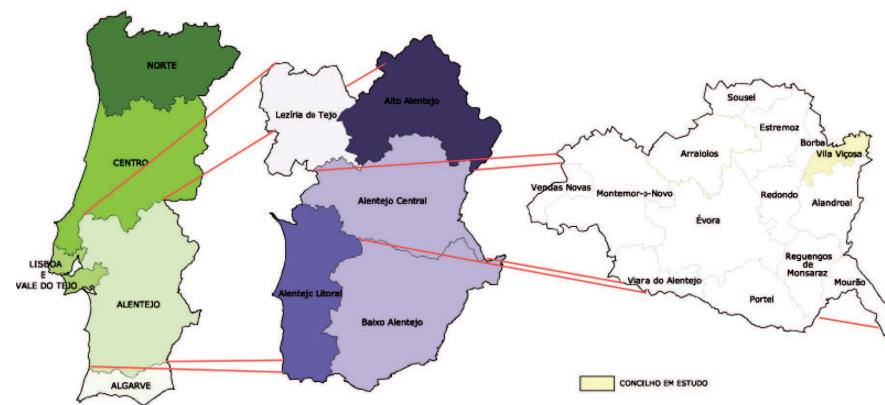 NORTE
CENTRO
LISBOA
E
VALE DO TEJO
ALENTEJO
ALGARVE
Lezíria do Tejo
Alto Alentejo
Alentejo Central
Alentejo Litoral
Baixo Alentejo
Sousel
Estremoz
Borba
Vila Viçosa
Arraiolos
Vendas Novas
Montemor-o-Novo
Redondo
Alandroal
Évora
Reguengos
de
Monsaraz
Viara do Alentejo
Mourão
Portel
CONCELHO EM ESTUDO